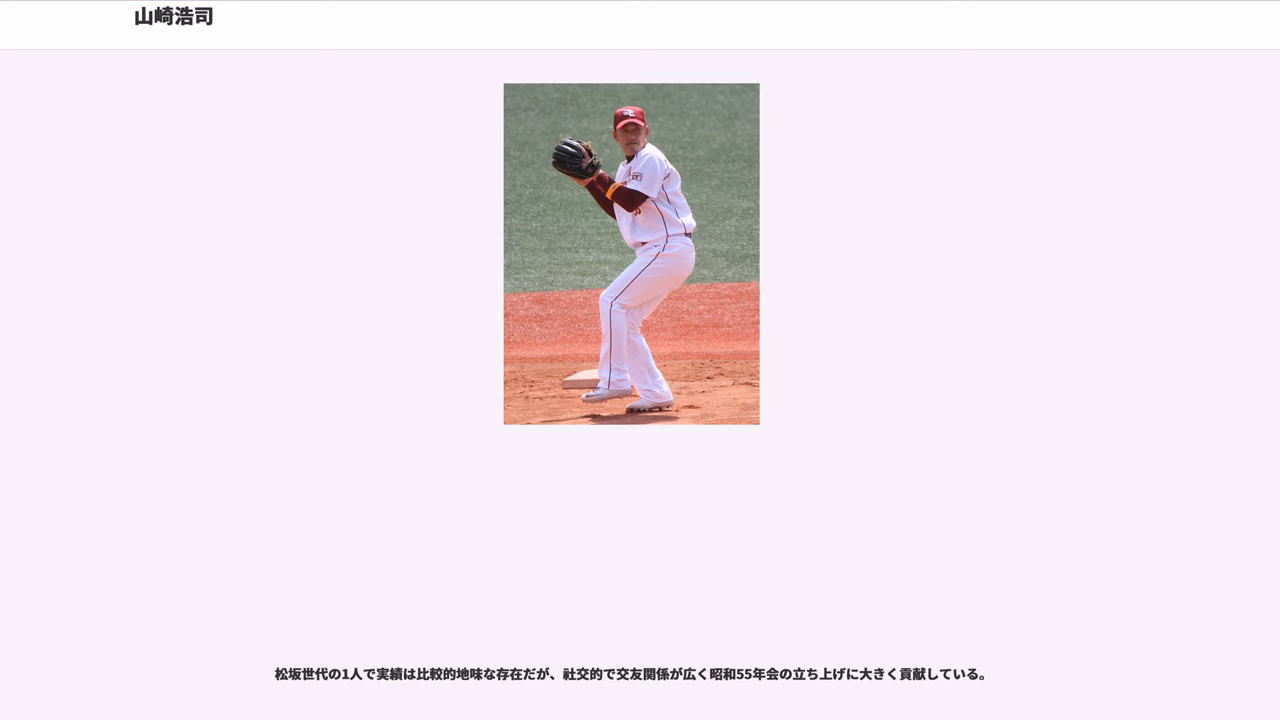 山崎浩司
松坂世代の1人で実績は比較的地味な存在だが、社交的で交友関係が広く昭和55年会の立ち上げに大きく貢献している。